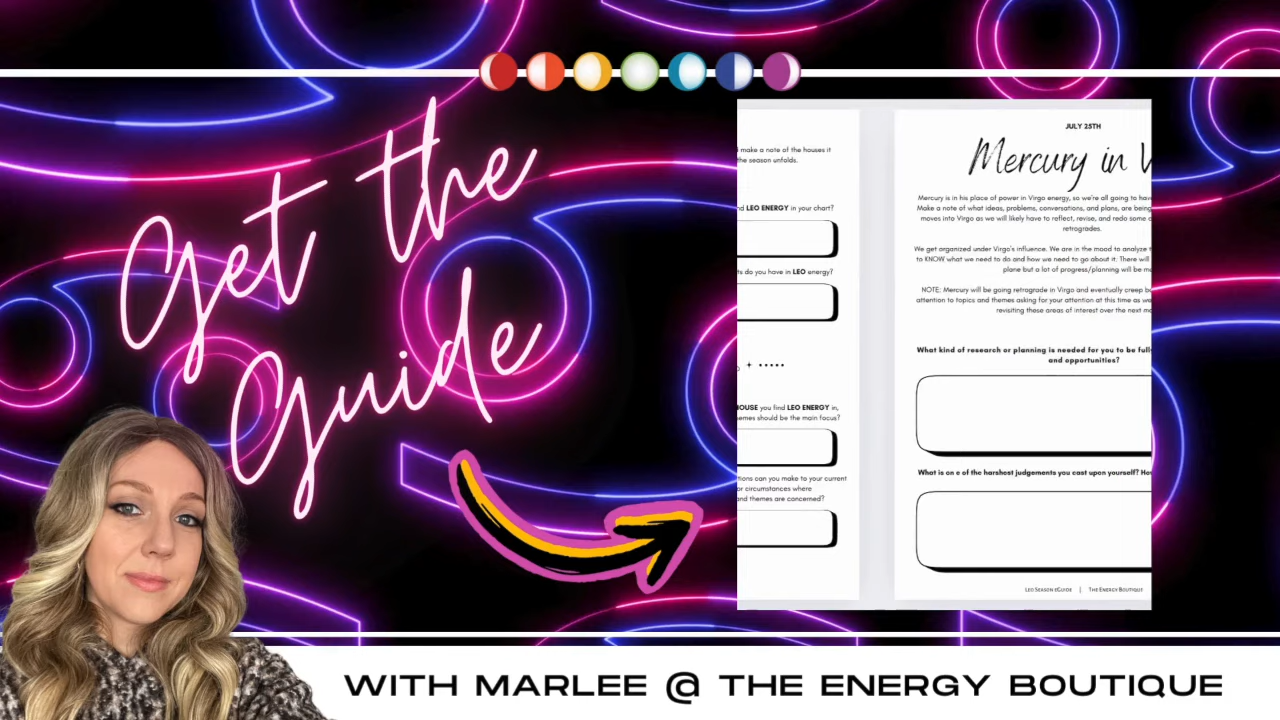 Get the
Guide
make a note of the houses it
the season unfolds.
LEO ENERGY in your chart?
do you have in LEO energy?
HOUSE you find LEO ENERGY in,
should be the main focus?
can you make to your current
or circumstances where
and themes are concerned?
JULY 25TH
Mercury in V
Mercury is in his place of power in Virgo energy, so we're all going to hav
Make a note of what ideas, problems, conversations, and plans, are being
moves into Virgo as we will likely have to reflect, revise, and redo some o
retrogrades.
We get organized under Virgo's influence. We are in the mood to analyze
to KNOW what we need to do and how we need to go about it. There will
plane but a lot of progress/planning will be
NOTE: Mercury will be going retrograde in Virgo and eventually creep
attention to topics and themes asking for your attention at this time as we
revisiting these areas of interest over the next
What kind of research or planning is needed for you to be full
and opportunities?
What is on e of the harshest judgements you cast upon yourself? Ho
LEO SEASON EGUIDE | THE ENERGY BOUTIQUE
WITH MARLEE @ THE ENERGY BOUTIQUE